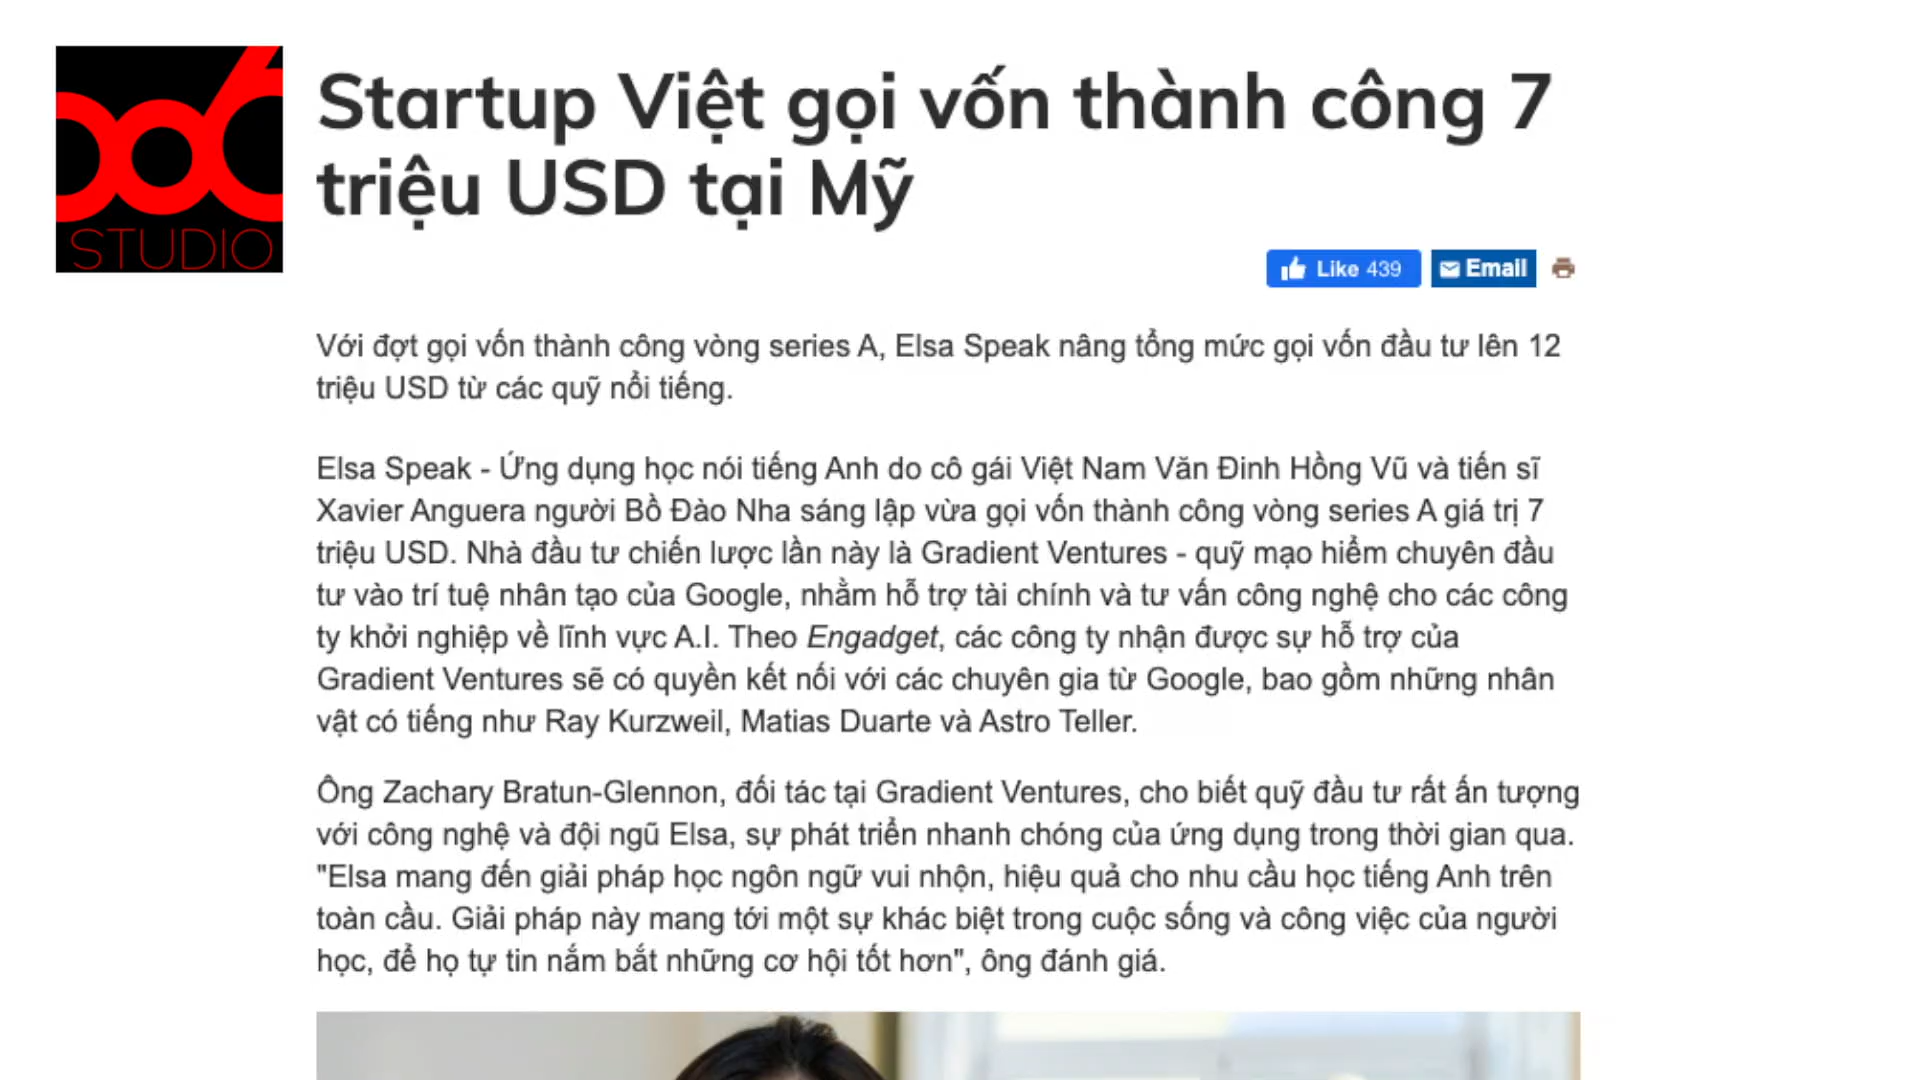 STUDIO
Startup Việt gọi vốn thành công 7
triệu USD tại Mỹ
Like 439
Email
Với đợt gọi vốn thành công vòng series A, Elsa Speak nâng tổng mức gọi vốn đầu tư lên 12
triệu USD từ các quỹ nổi tiếng.
Elsa Speak - Ứng dụng học nói tiếng Anh do cô gái Việt Nam Văn Đinh Hồng Vũ và tiến sĩ
Xavier Anguera người Bồ Đào Nha sáng lập vừa gọi vốn thành công vòng series A giá trị 7
triệu USD. Nhà đầu tư chiến lược lần này là Gradient Ventures - quỹ mạo hiểm chuyên đầu
tư vào trí tuệ nhân tạo của Google, nhằm hỗ trợ tài chính và tư vấn công nghệ cho các công
ty khởi nghiệp về lĩnh vực A.I. Theo Engadget, các công ty nhận được sự hỗ trợ của
Gradient Ventures sẽ có quyền kết nối với các chuyên gia từ Google, bao gồm những nhân
vật có tiếng như Ray Kurzweil, Matias Duarte và Astro Teller.
Ông Zachary Bratun-Glennon, đối tác tại Gradient Ventures, cho biết quỹ đầu tư rất ấn tượng
với công nghệ và đội ngũ Elsa, sự phát triển nhanh chóng của ứng dụng trong thời gian qua.
"Elsa mang đến giải pháp học ngôn ngữ vui nhộn, hiệu quả cho nhu cầu học tiếng Anh trên
toàn cầu. Giải pháp này mang tới một sự khác biệt trong cuộc sống và công việc của người
học, để họ tự tin nắm bắt những cơ hội tốt hơn", ông đánh giá.